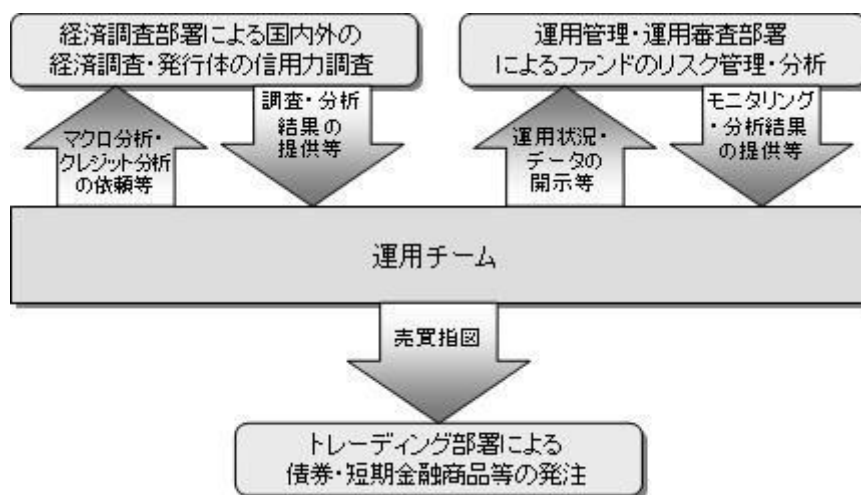 経済調査部署による国内外の
経済調査・発行体の信用力調査
運用管理・運用審査部署
によるファンドのリスク管理・分析
マクロ分析・
クレジット分析
の依頼等
調査・分析
結果の
提供等
運用状況・
データの
開示等
モニタリング
・分析結果
の提供等
運用チーム
売買指図
トレーディング部署による
債券・短期金融商品等の発注